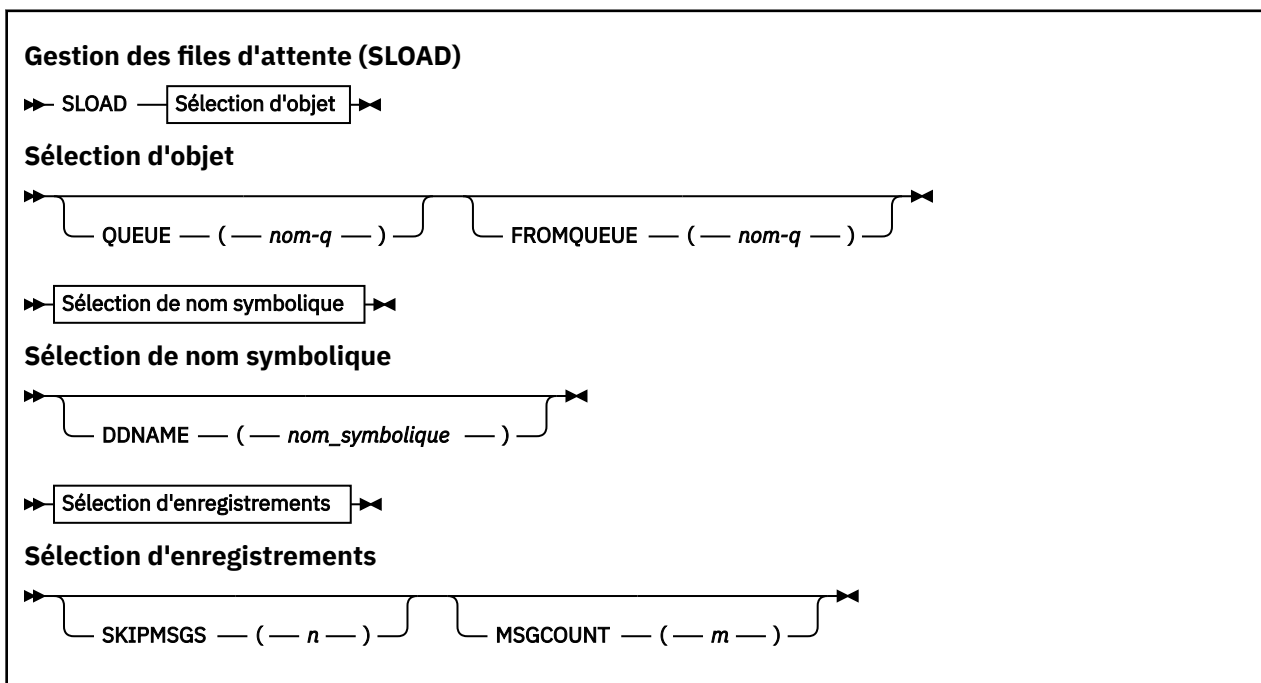 Gestion des files d'attente (SLOAD)
SLOAD Sélection d'objet
Sélection d'objet
QUEUE ( nom-q ) FROMQUEUE ( nom-q )
Sélection de nom symbolique
Sélection de nom symbolique
DDNAME ( nom_symbolique )
Sélection d'enregistrements
Sélection d'enregistrements
SKIPMSGS ( n ) MSGCOUNT ( m )